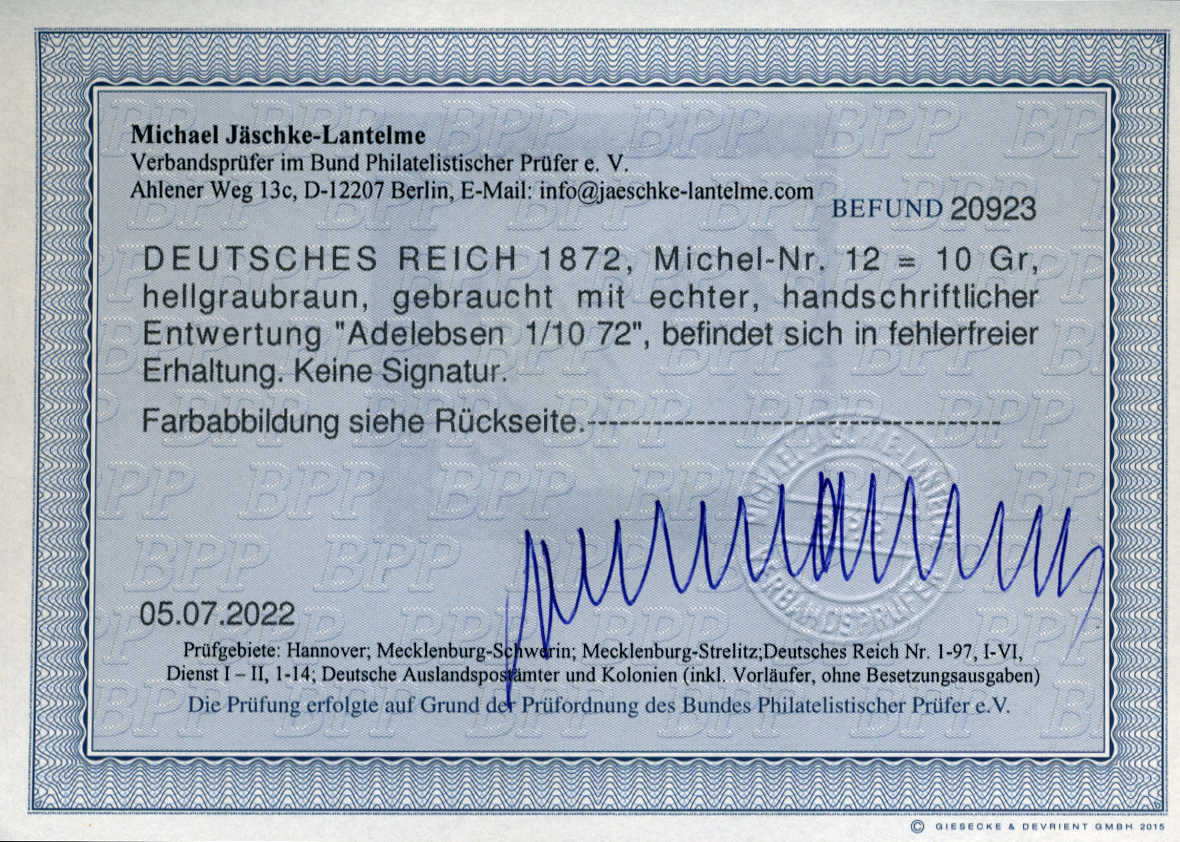 Michael Jäschke-Lantelme
Verbandsprüfer im Bund Philatelistischer Prüfer e. V.
Ahlener Weg 13c, D-12207 Berlin, E-Mail: info@jaeschke-lantelme.com
BEFUND 20923
DEUTSCHES REICH 1872, Michel-Nr. 12 = 10 Gr,
hellgraubraun, gebraucht mit echter, handschriftlicher
Entwertung "Adelebsen 1/10 72", befindet sich in fehlerfreier
Erhaltung. Keine Signatur.
Farbabbildung siehe Rückseite.---------------------------------------
05.07.2022
Prüfgebiete: Hannover; Mecklenburg-Schwerin; Mecklenburg-Strelitz;Deutsches Reich Nr. 1-97, I-VI,
Dienst I – II, 1-14; Deutsche Auslandspostämter und Kolonien (inkl. Vorläufer, ohne Besetzungsausgaben)
Die Prüfung erfolgte auf Grund der Prüfordnung des Bundes Philatelistischer Prüfer e.V.
© GIESECKE & DEVRIENT GMBH 2015
BPP